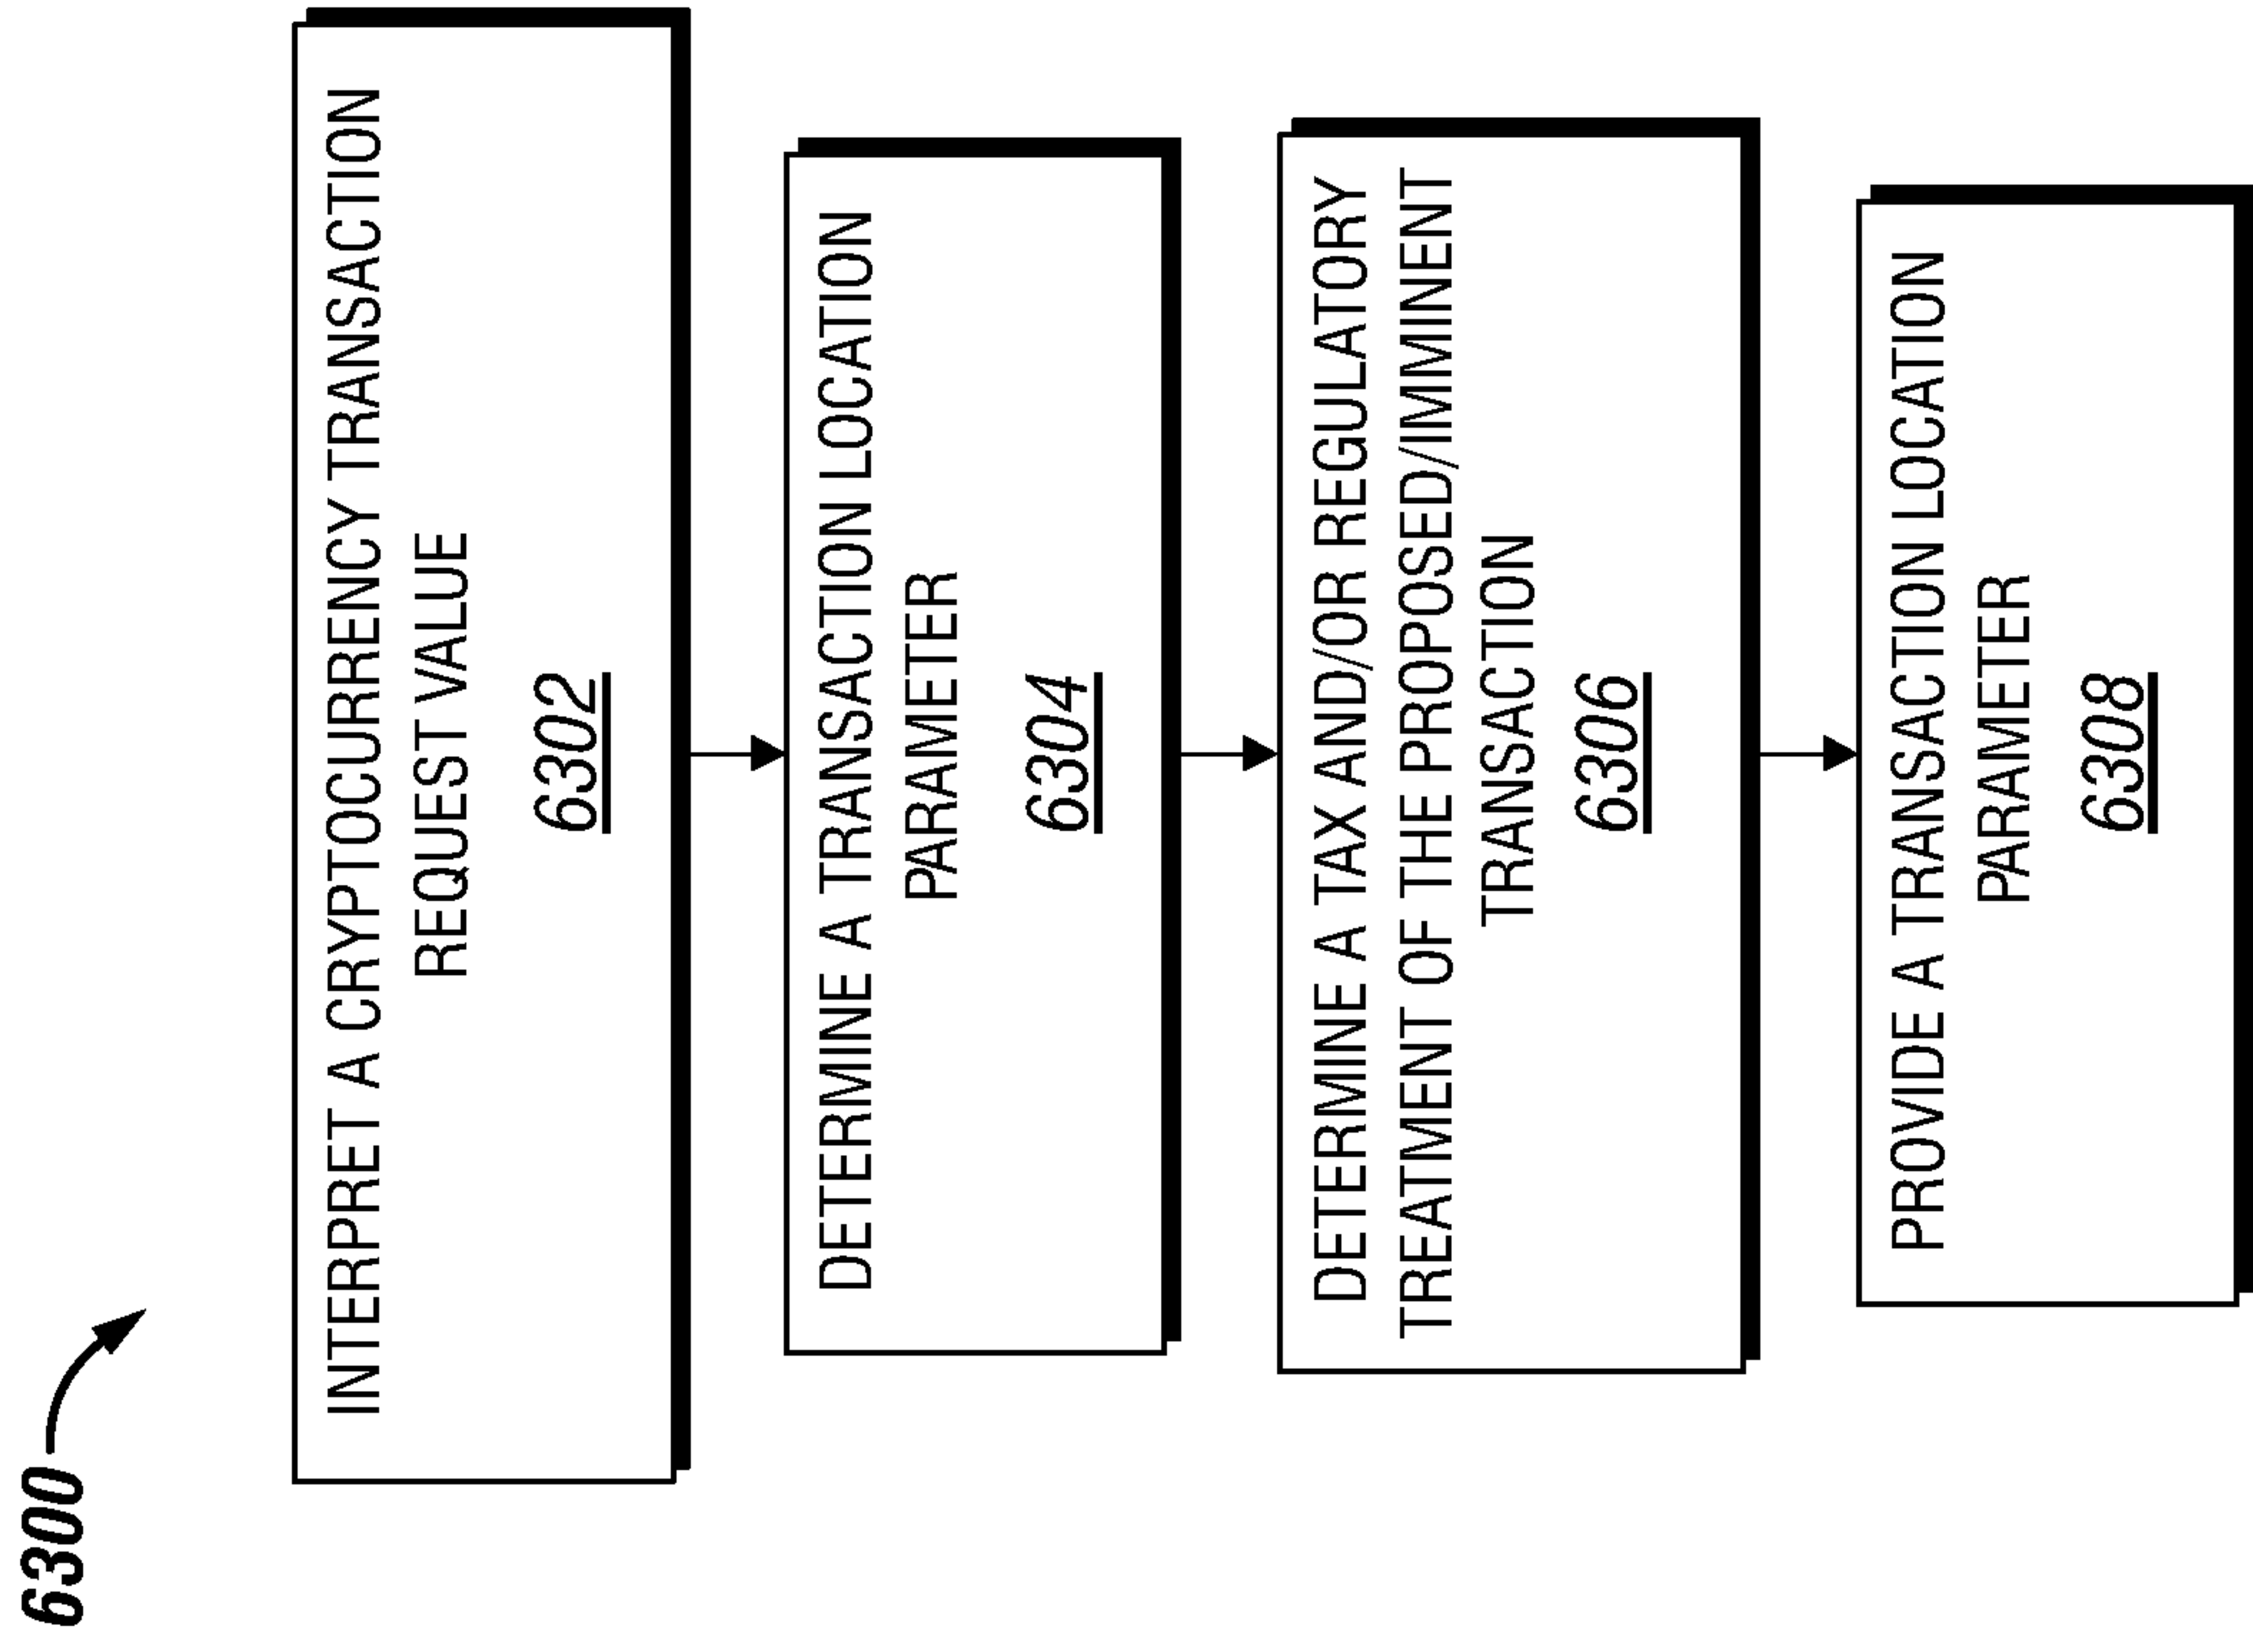 6300
INTERPRET A CRYPTOCURRENCY TRANSACTION
REQUEST VALUE
6302
DETERMINE A TRANSACTION LOCATION
PARAMETER
6304
DETERMINE A TAX AND/OR REGULATORY
TREATMENT OF THE PROPOSED/IMMINENT
TRANSACTION
6306
PROVIDE A TRANSACTION LOCATION
PARAMETER
6308